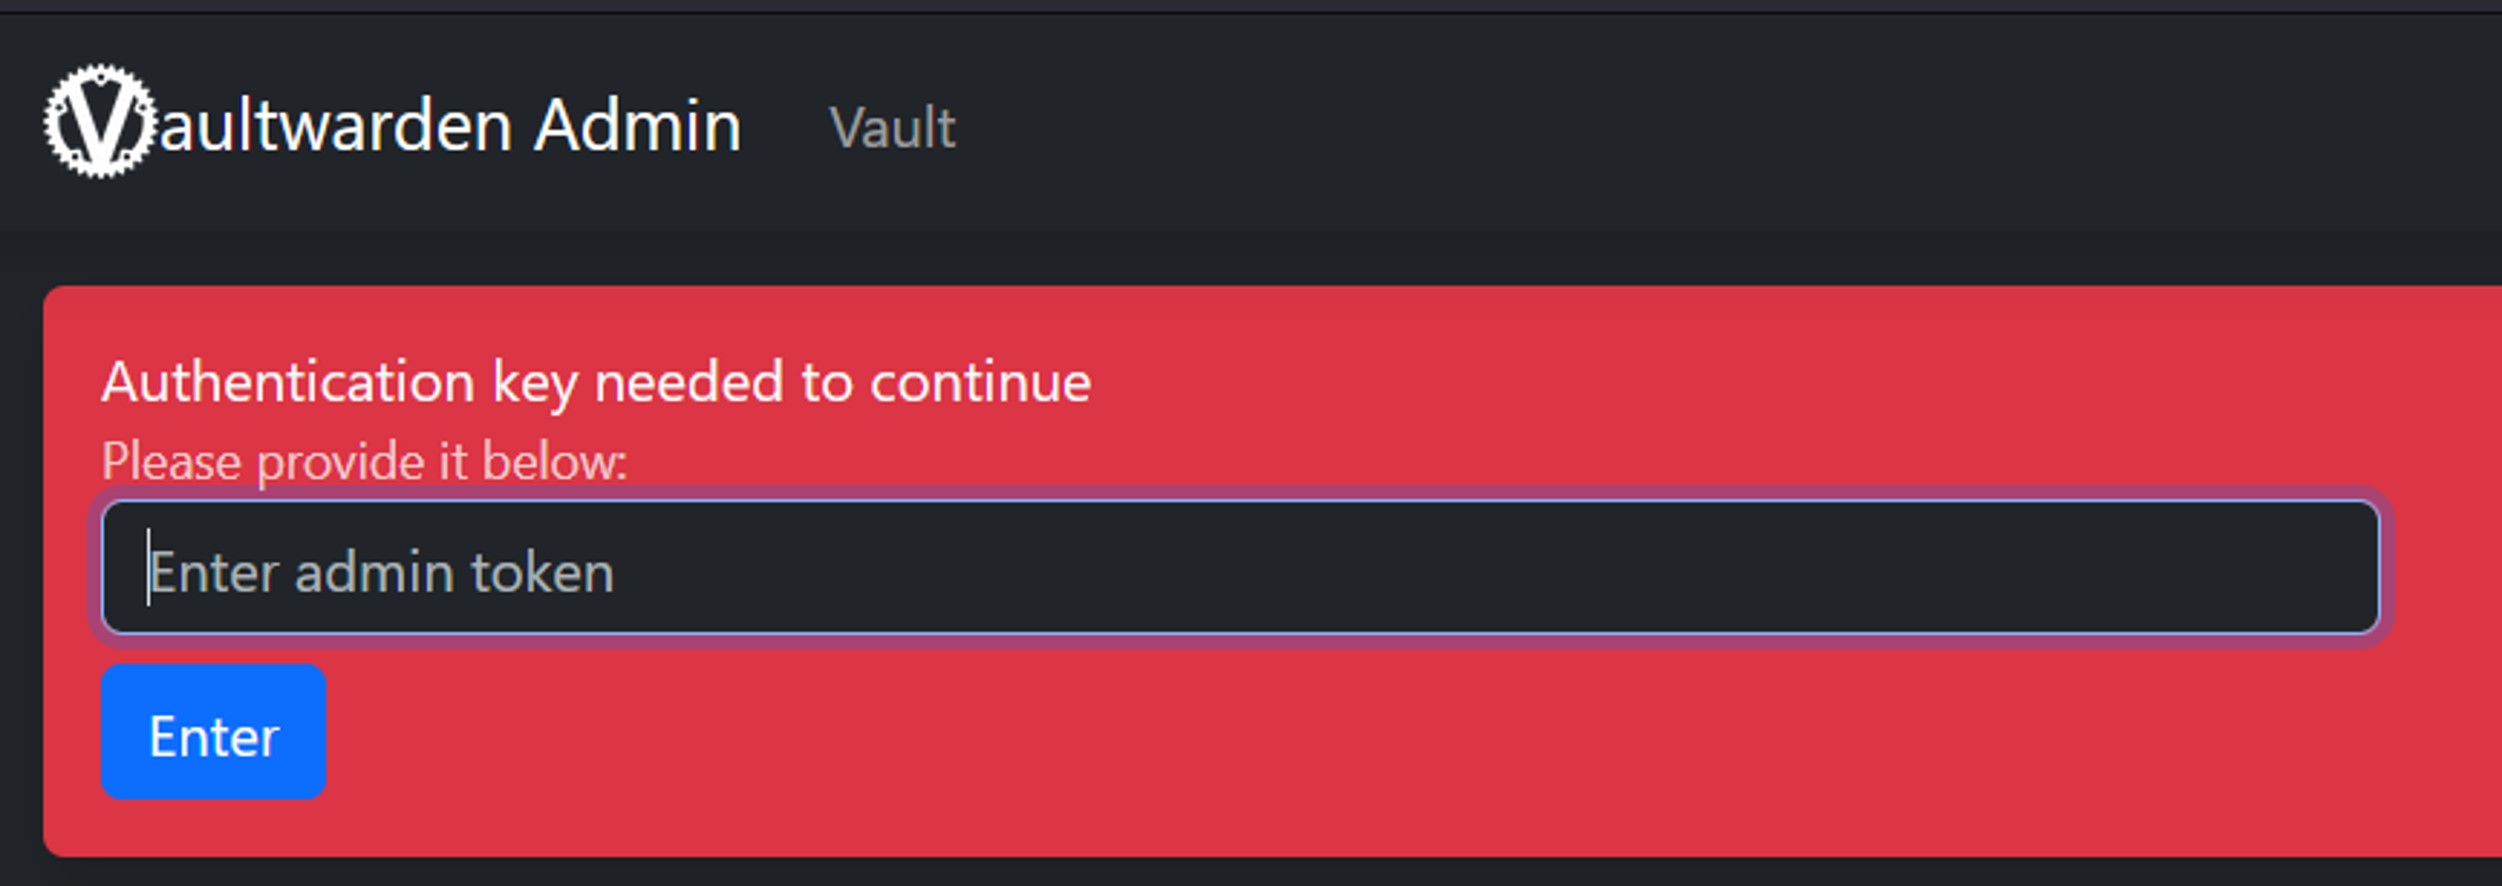 Vaultwarden Admin Vault
Authentication key needed to continue
Please provide it below:
Enter admin token
Enter